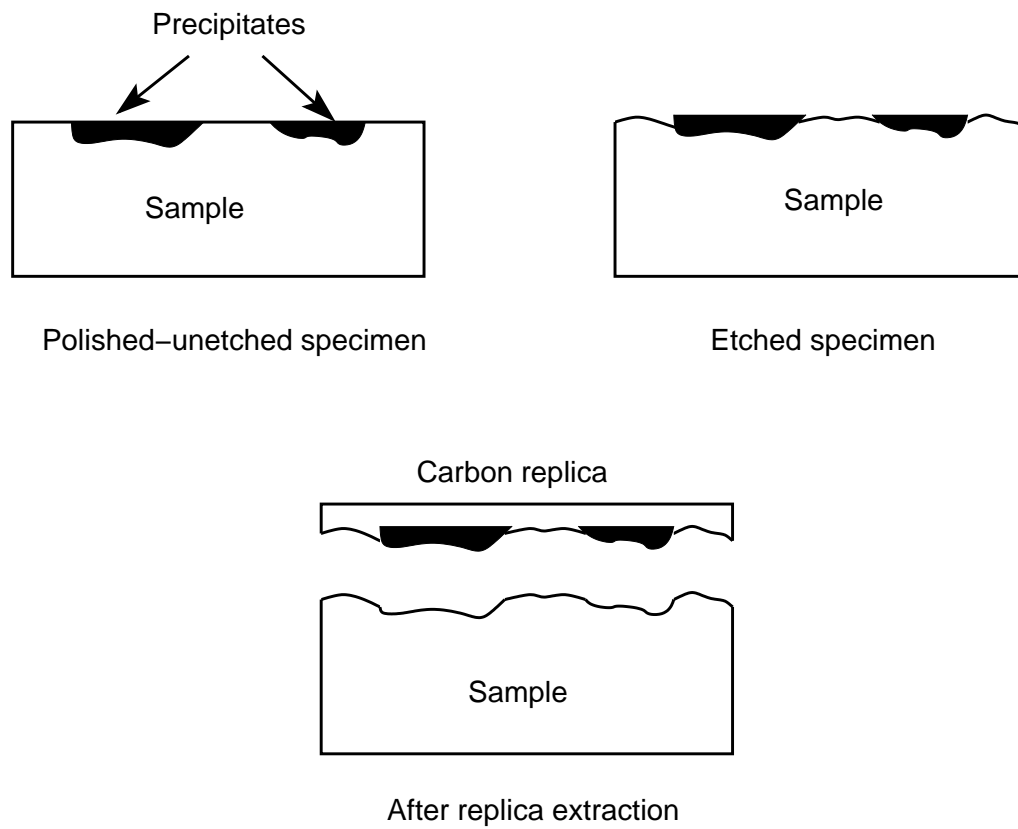 Precipitates
Sample
Sample
Polished−unetched specimen
Etched specimen
Carbon replica
Sample
After replica extraction